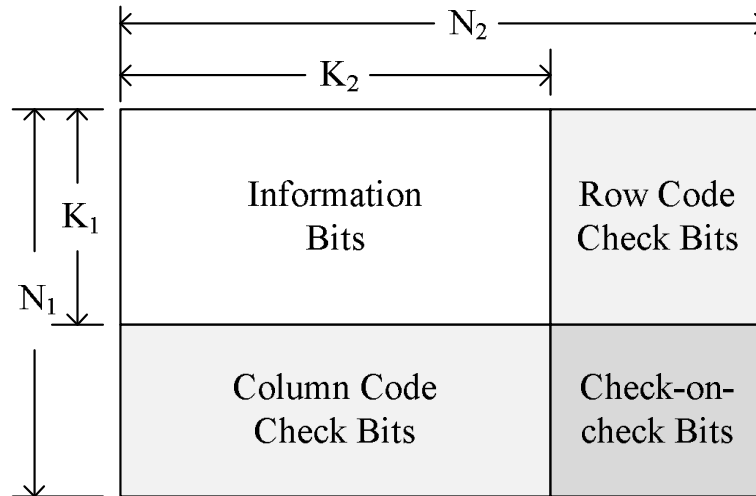 N₂
K₂
Information
Bits
Row Code
Check Bits
K₁
N₁
Column Code
Check Bits
Check-on-
check Bits